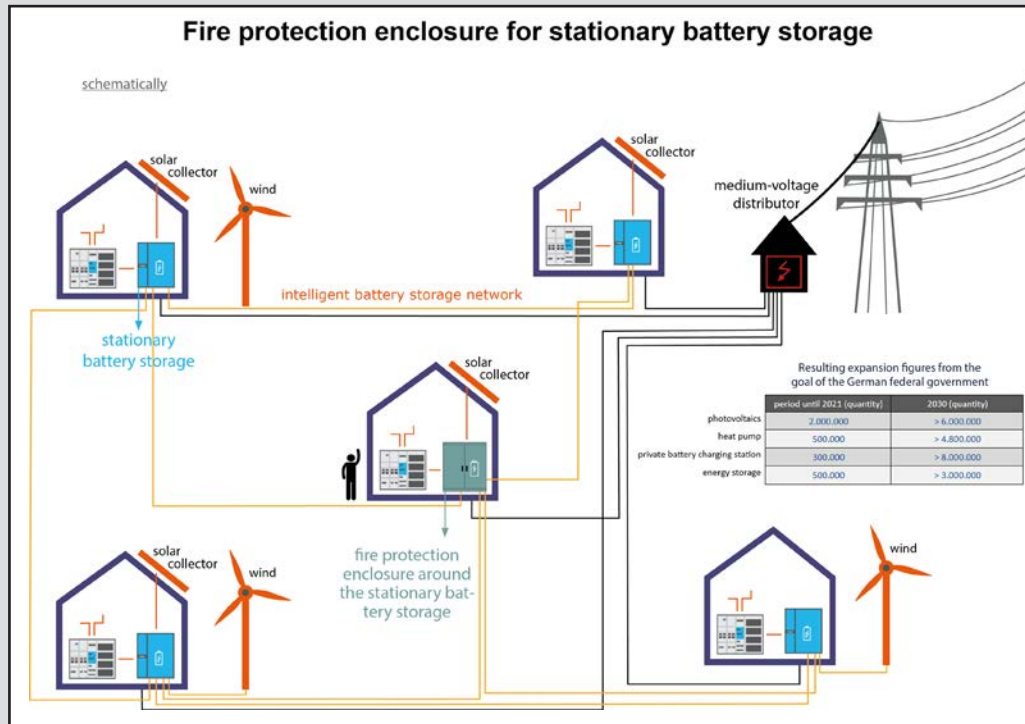 Fire protection enclosure for stationary battery storage
schematically
solar
collector
wind
solar
collector
medium-voltage
distributor
intelligent battery storage network
stationary
battery storage
solar
collector
Resulting expansion figures from the
goal of the German federal government
period until 2021 (quantity) 2030 (quantity)
photovoltaics 2.000.000 > 6.000.000
heat pump 500.000 > 4.800.000
private battery charging station 300.000 > 8.000.000
energy storage 500.000 > 3.000.000
fire protection
enclosure around
the stationary bat-
tery storage
solar
collector
wind
wind